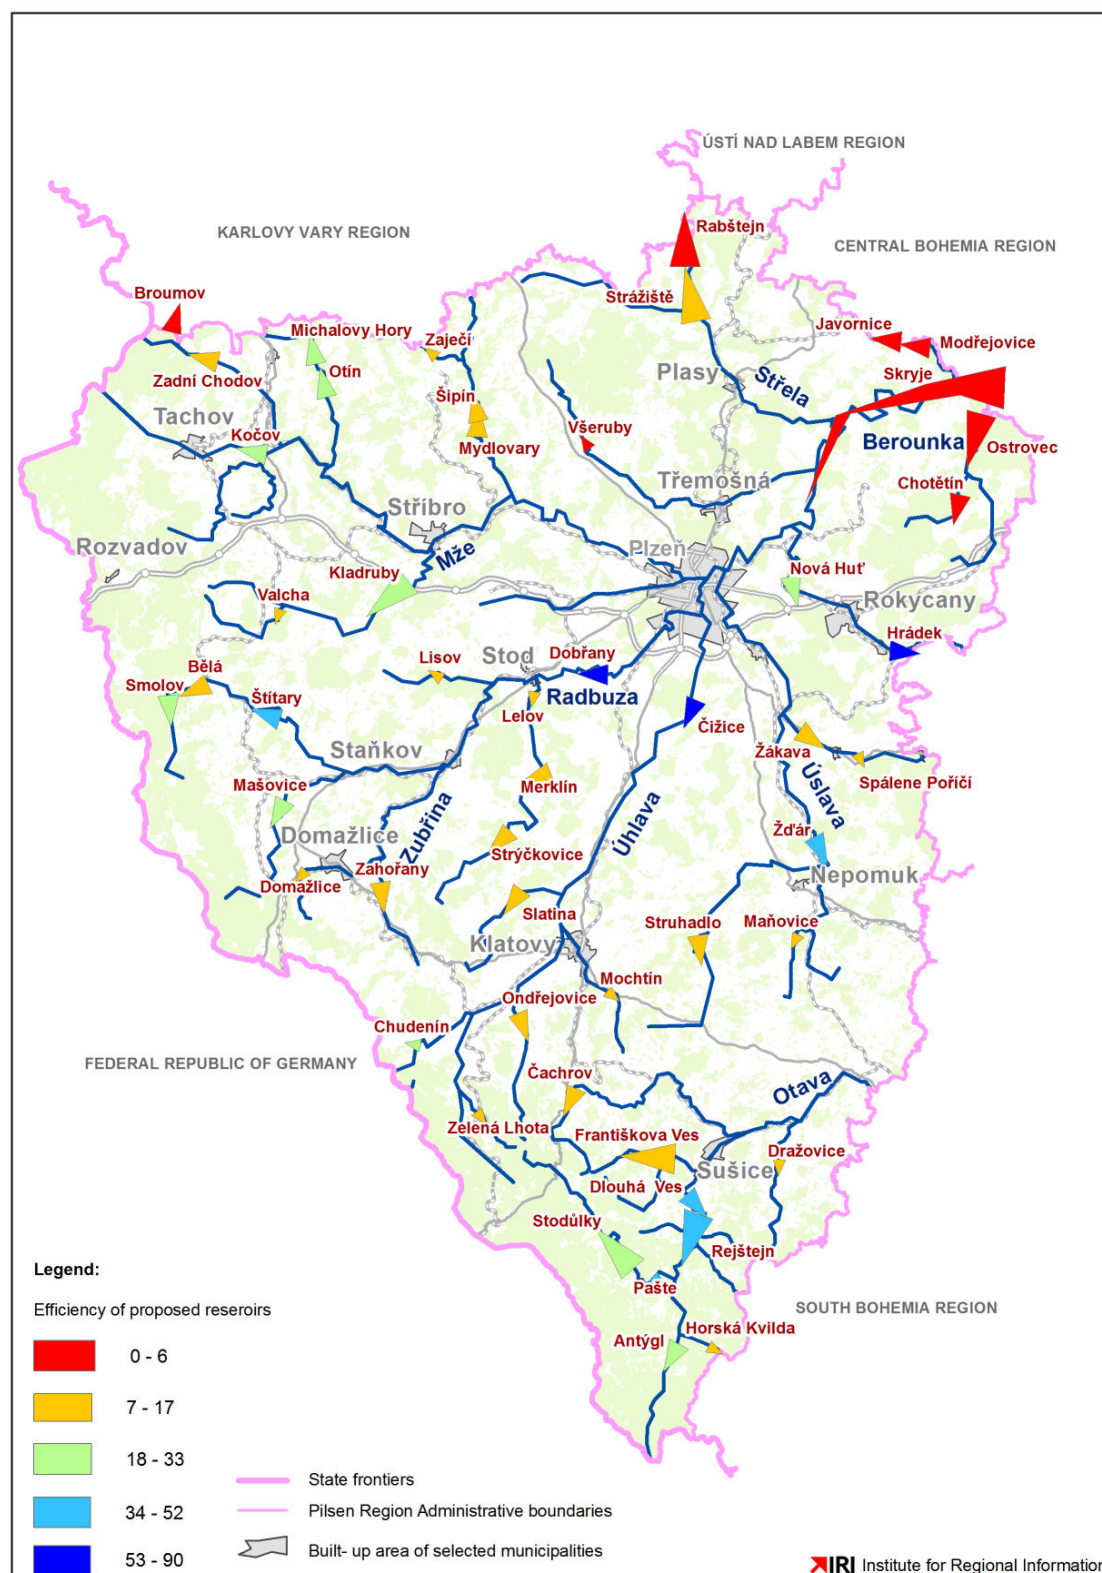 ÚSTÍ NAD LABEM REGION
KARLOVY VARY REGION
Rabštejn
CENTRAL BOHEMIA REGION
Broumov
Strážiště
Michalovy Hory
Zaječí
Javornice
Modřejovice
Zadní Chodov
Otín
Plasy
Skryje
Střela
Tachov
Šipín
Kočov
Všeruby
Berounka
Ostrovec
Mydlovary
Třemošná
Chotětín
Stříbro
Rozvadov
Mže
Plzeň
Kladruby
Nová Huť
Valcha
Rokycany
Hrádek
Lisov
Stod
Dobřany
Bělá
Smolov
Štítary
Radbuza
Lelov
Čižice
Staňkov
Žákava
Mašovice
Merklín
Úslava
Spálene Poříčí
Zubřina
Úhlava
Domažlice
Žďár
Strýčkovice
Zahořany
Nepomuk
Domažlice
Slatina
Struhadlo
Maňovice
Klatovy
Mochtín
Ondřejovice
Chudenín
FEDERAL REPUBLIC OF GERMANY
Čachrov
Otava
Zelená Lhota
Františkova Ves
Dražovice
Sušice
Dlouhá Ves
Stodůlky
Rejštejn
Pašte
SOUTH BOHEMIA REGION
Horská Kvilda
Antýgl
Legend:
Efficiency of proposed reseroirs
0 - 6
7 - 17
18 - 33
34 - 52
53 - 90
State frontiers
Pilsen Region Administrative boundaries
Built- up area of selected municipalities
IRI Institute for Regional Information